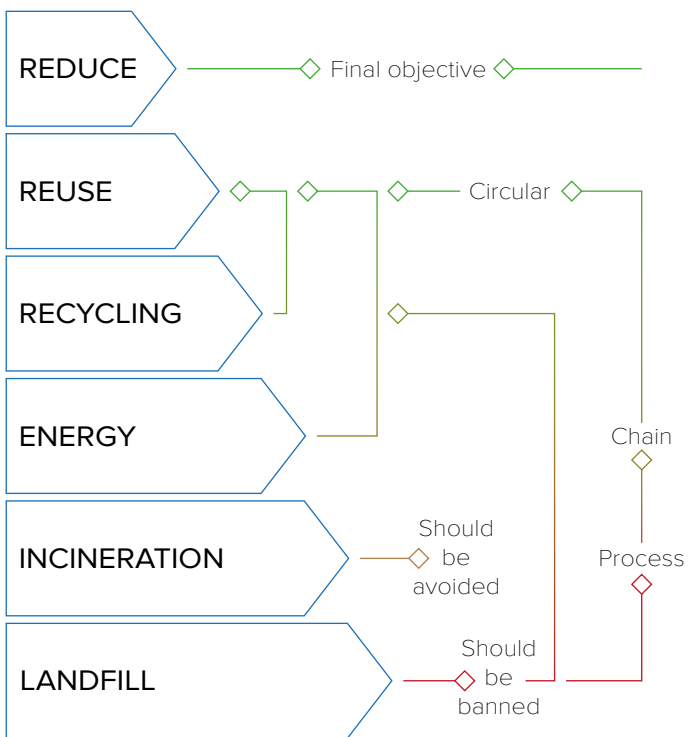 REDUCE
Final objective
REUSE
Circular
RECYCLING
ENERGY
Chain
INCINERATION
Should
be
avoided
Process
LANDFILL
Should
be
banned